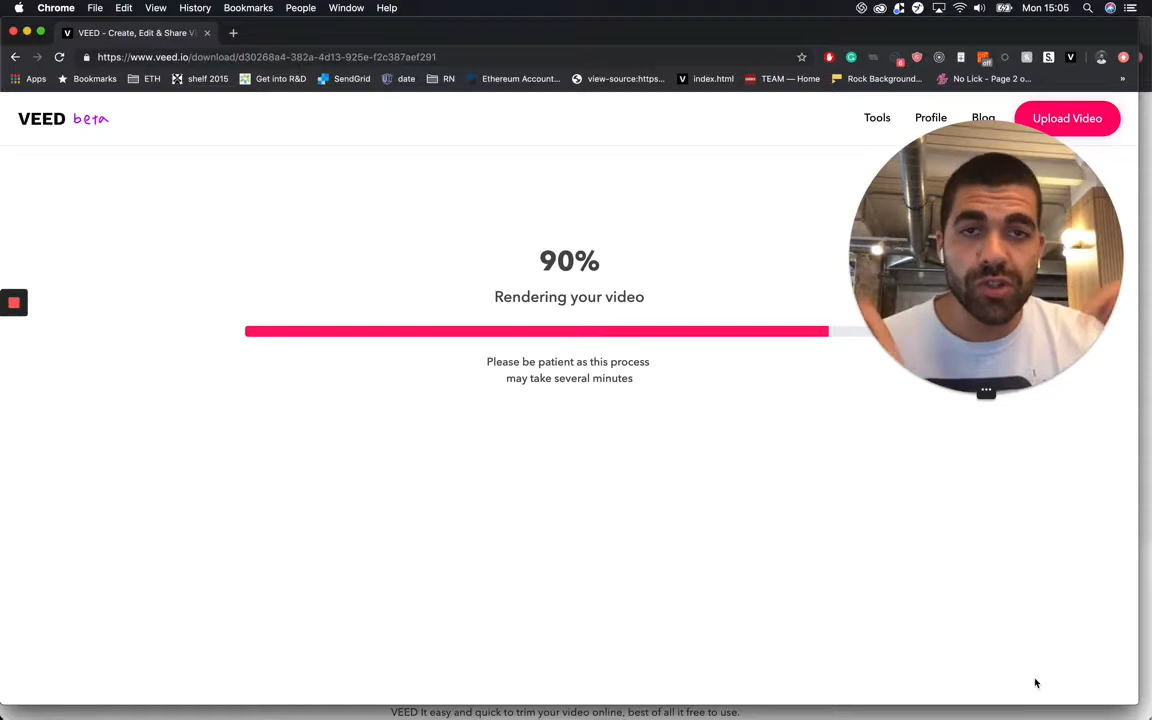 Chrome File Edit View History Bookmarks People Window Help Mon 15:05
VEED - Create, Edit & Share Vi
https://www.veed.io/download/d30268a4-382a-4d13-925e-f2c387aef291
Apps Bookmarks ETH shelf 2015 Get into R&D SendGrid date RN Ethereum Account... view-source:https... index.html TEAM — Home Rock Background... No Lick - Page 2 o... »
VEED beta Tools Profile Blog Upload Video
90%
Rendering your video
Please be patient as this process
may take several minutes
VEED It easy and quick to trim your video online, best of all it free to use.